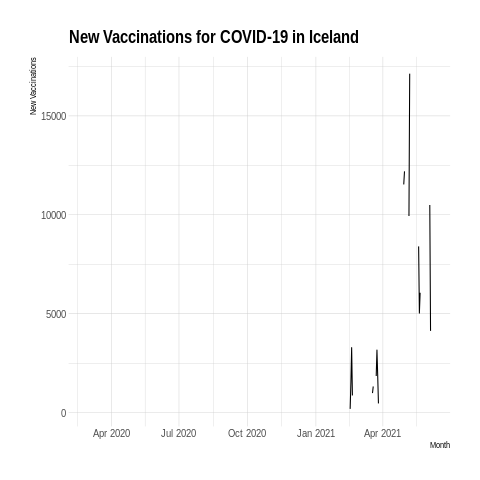 New Vaccinations for COVID-19 in Iceland
New Vaccinations
15000
10000
5000
0
Apr 2020 Jul 2020 Oct 2020 Jan 2021 Apr 2021
Month